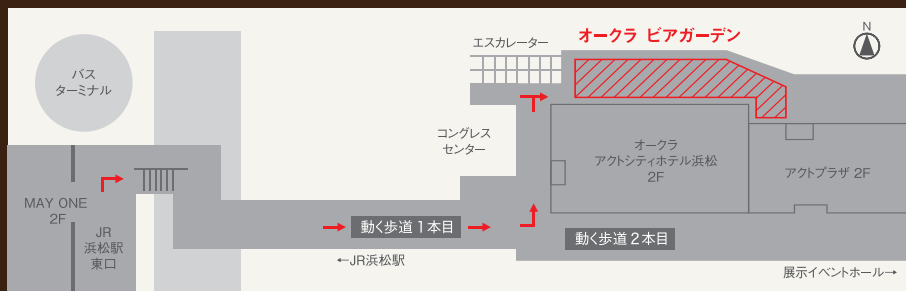 オークラ ビアガーデン
N
エスカレーター
バス
ターミナル
コングレス
センター
オークラ
アクトシティホテル浜松
2F
アクトプラザ 2F
MAY ONE
2F
JR
浜松駅
東口
動く歩道1本目
動く歩道2本目
←JR浜松駅
展示イベントホール→